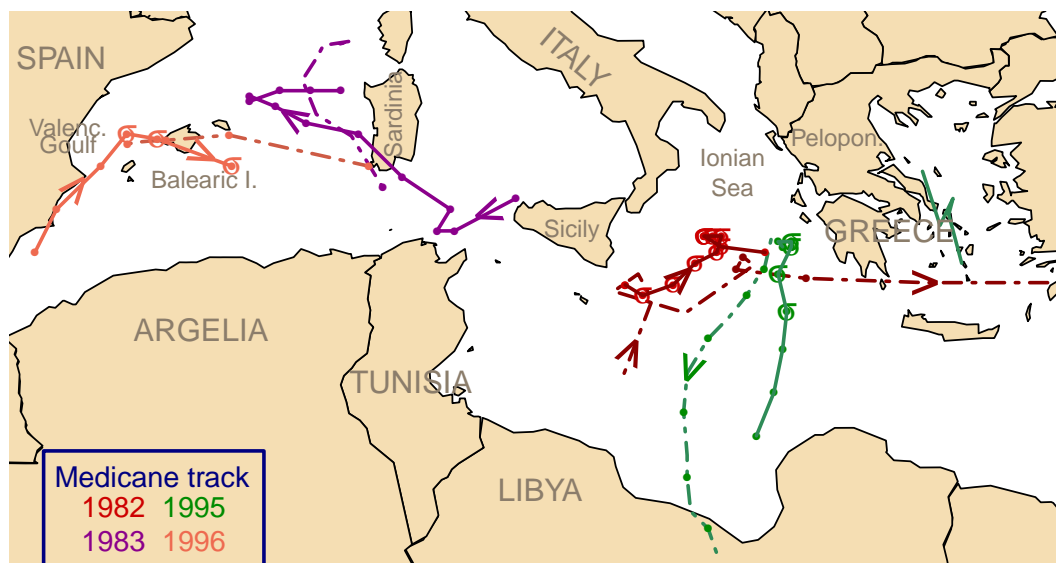 SPAIN
ITALY
Valenc.
Goulf
Sardinia
Pelopon.
Ionian
Sea
Balearic I.
Sicily
GREECE
ARGELIA
TUNISIA
LIBYA
Medicane track
1982 1995
1983 1996